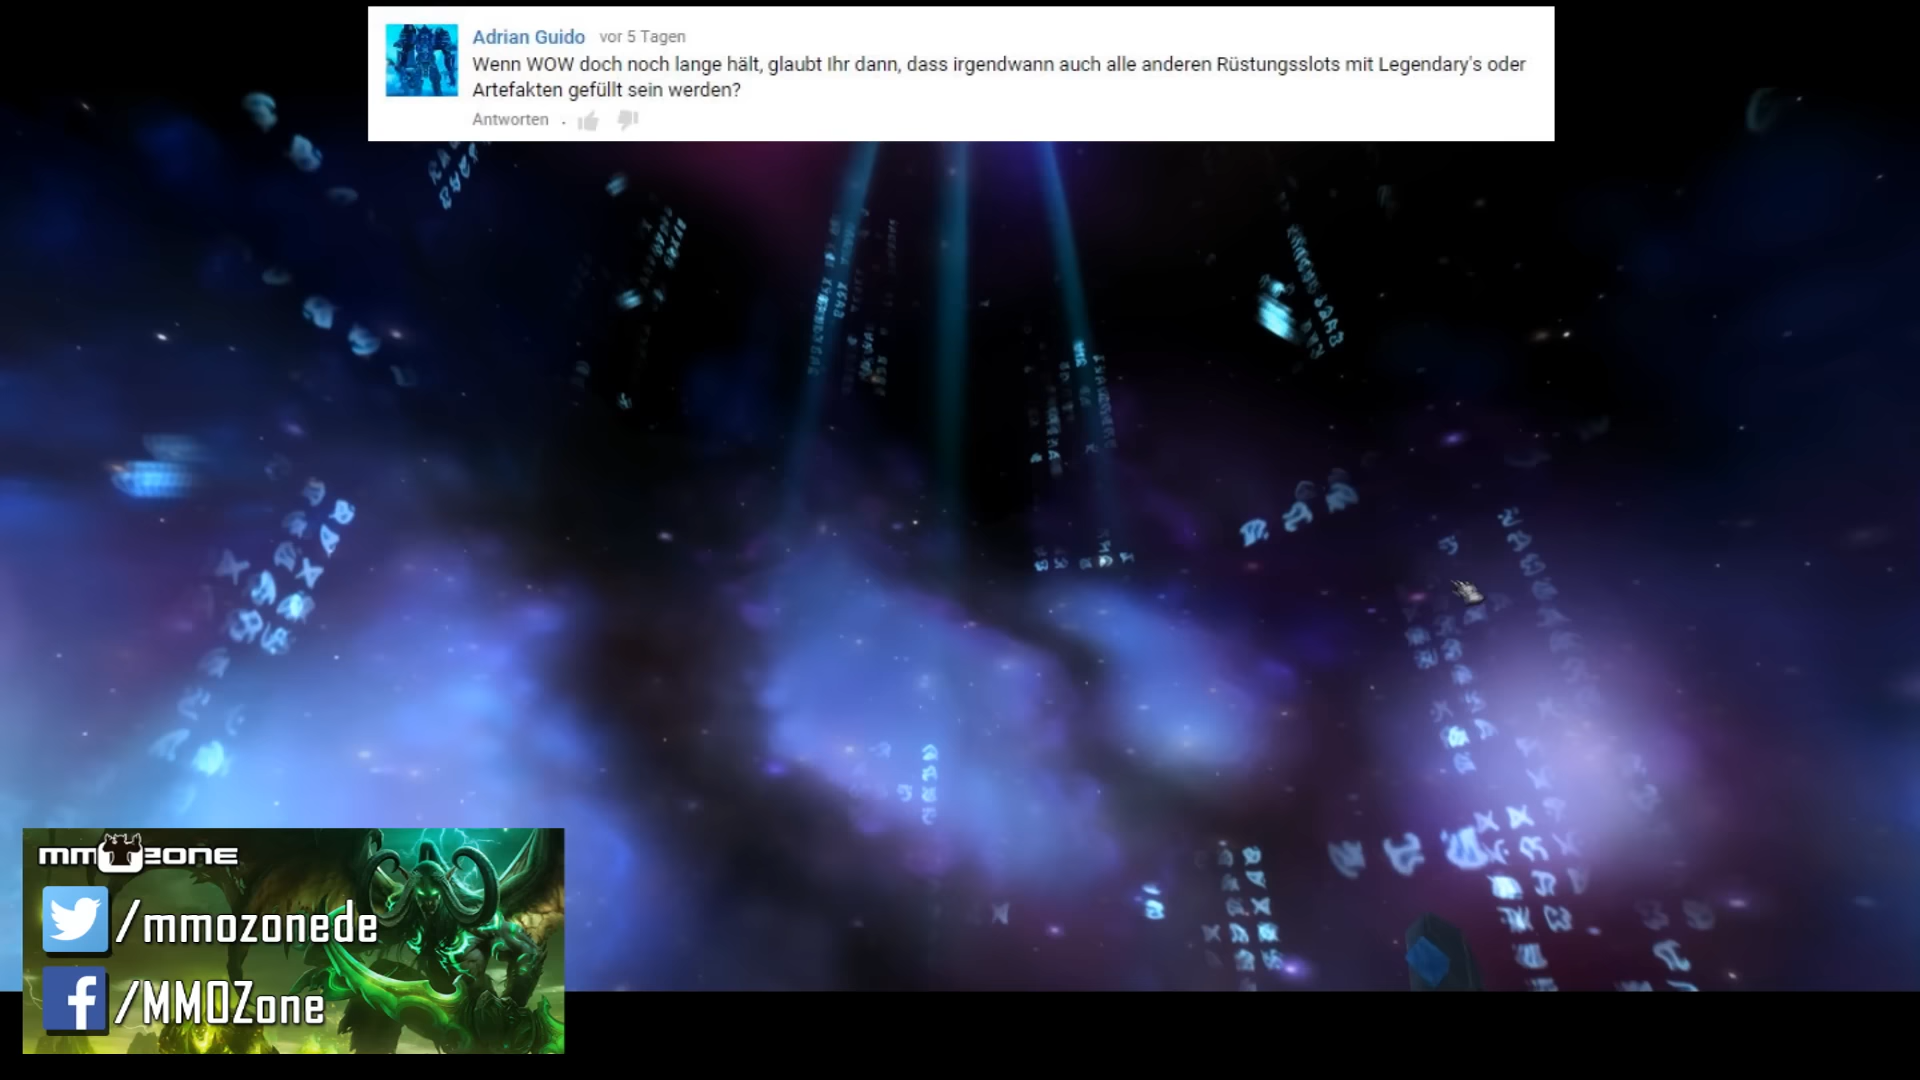 Adrian Guido vor 5 Tagen
Wenn WOW doch noch lange hält, glaubt Ihr dann, dass irgendwann auch alle anderen Rüstungsslots mit Legendary's oder
Artefakten gefüllt sein werden?
Antworten .
mmozone
/mmozonede
/MMOZone